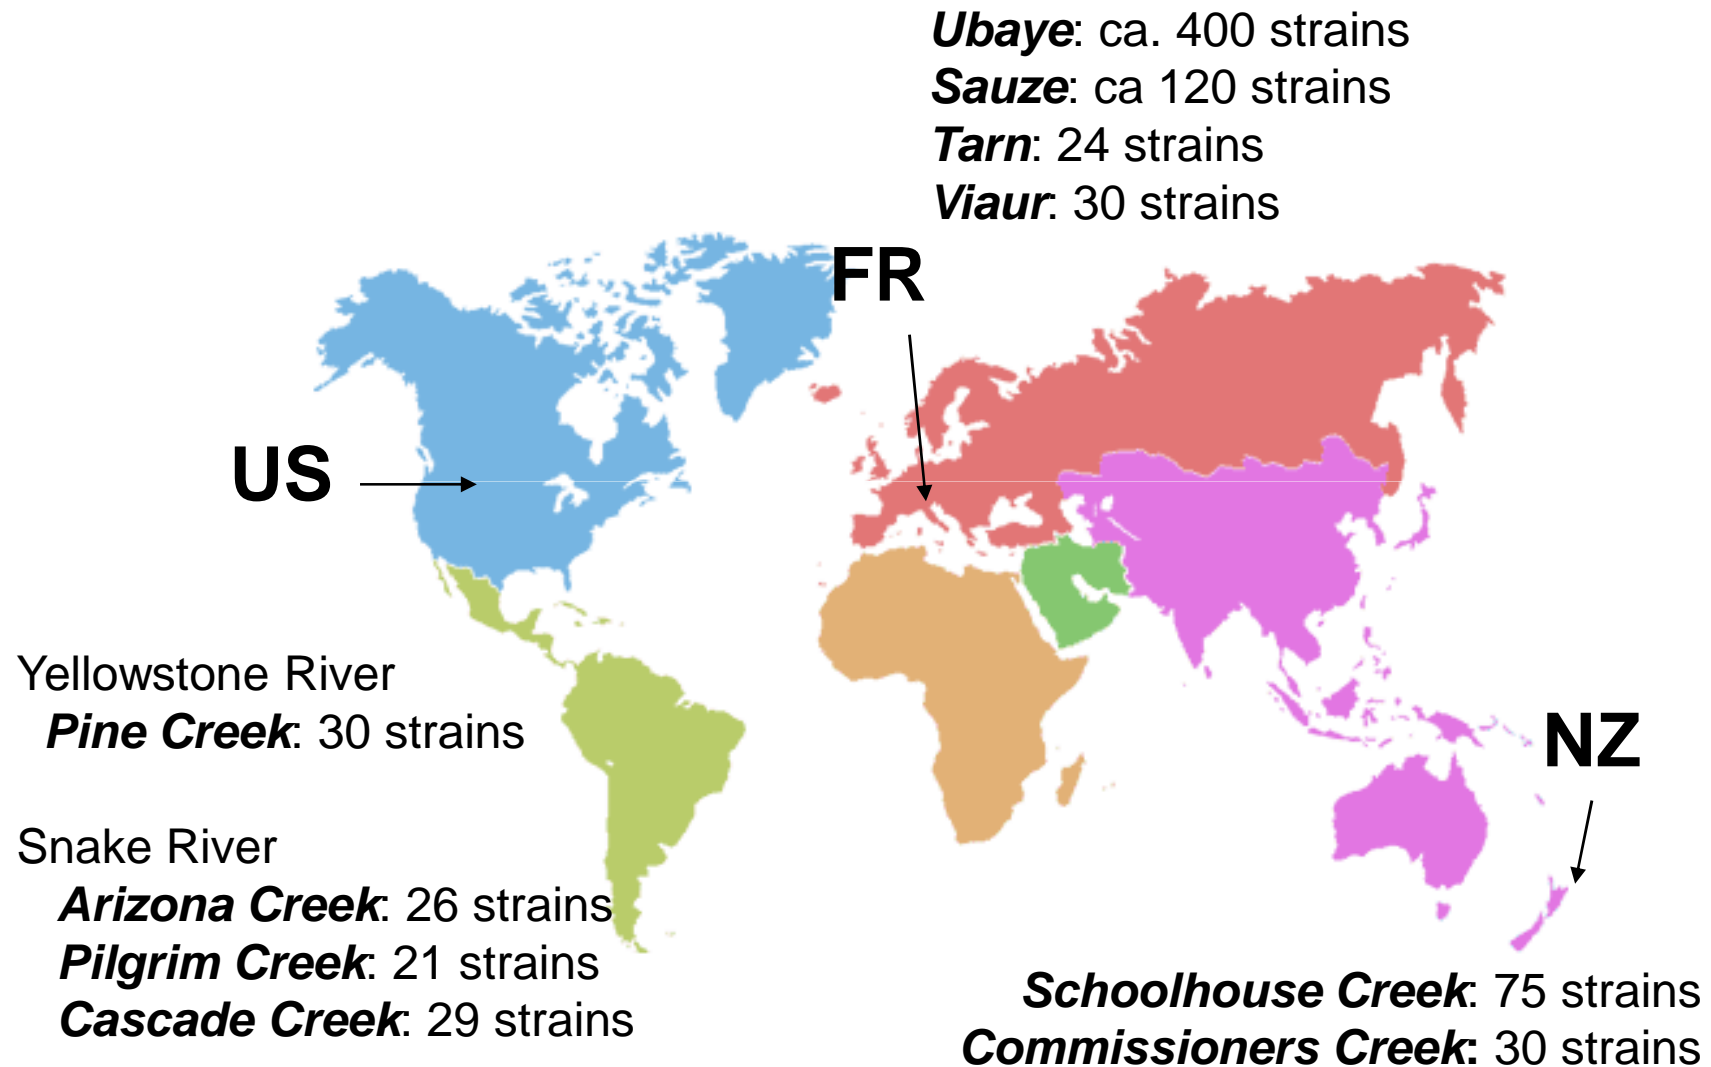 Ubaye: ca. 400 strains
Sauze: ca 120 strains
Tarn: 24 strains
Viaur: 30 strains
FR
US
Yellowstone River
Pine Creek: 30 strains
NZ
Snake River
Arizona Creek: 26 strains
Pilgrim Creek: 21 strains
Cascade Creek: 29 strains
Schoolhouse Creek: 75 strains
Commissioners Creek: 30 strains